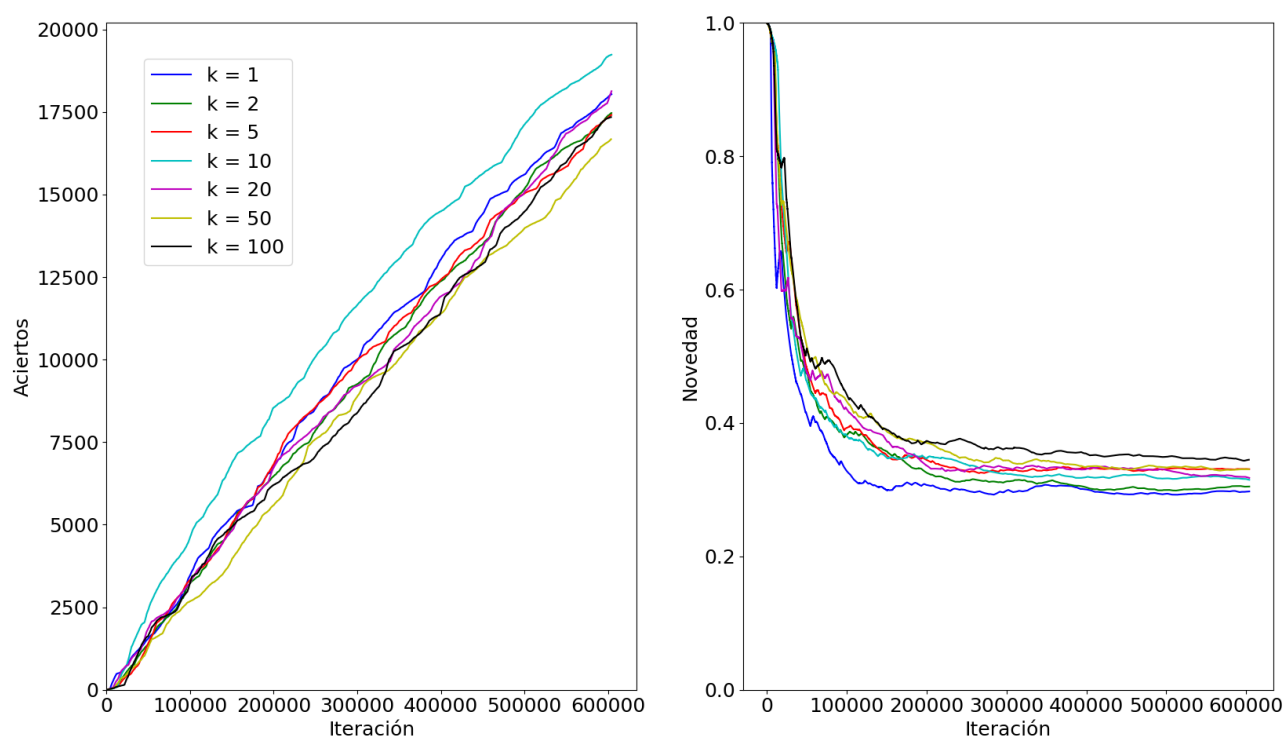 20000
17500
15000
12500
10000
7500
5000
2500
0
Aciertos
k = 1
k = 2
k = 5
k = 10
k = 20
k = 50
k = 100
0 100000 200000 300000 400000 500000 600000
Iteración
1.0
0.8
0.6
0.4
0.2
0.0
Novedad
0 100000 200000 300000 400000 500000 600000
Iteración